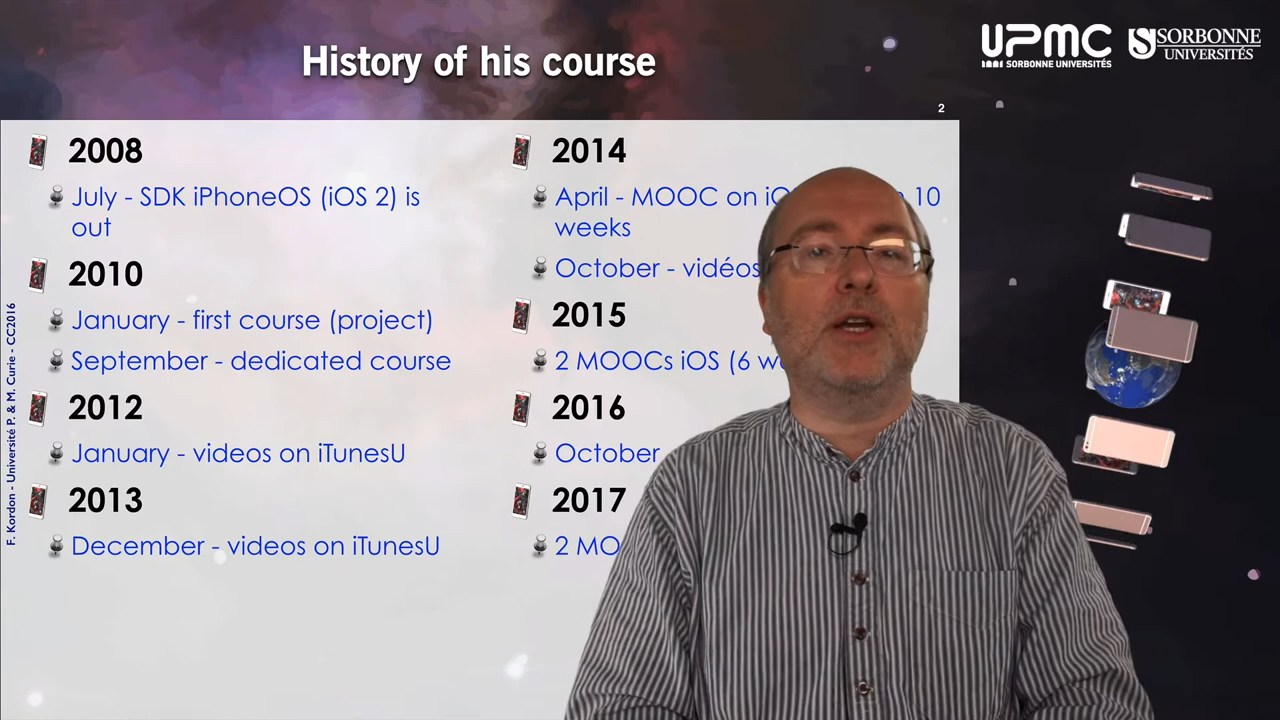 History of his course
UPMC
SORBONNE UNIVERSITÉS
SORBONNE
UNIVERSITÉS
2
2008
July - SDK iPhoneOS (iOS 2) is
out
2010
January - first course (project)
September - dedicated course
2012
January - videos on iTunesU
2013
December - videos on iTunesU
2014
April - MOOC on 10
weeks
October - vidéos
2015
2 MOOCs iOS (6
2016
October
2017
2
F. Kordon - Université P. & M. Curie - CC2016